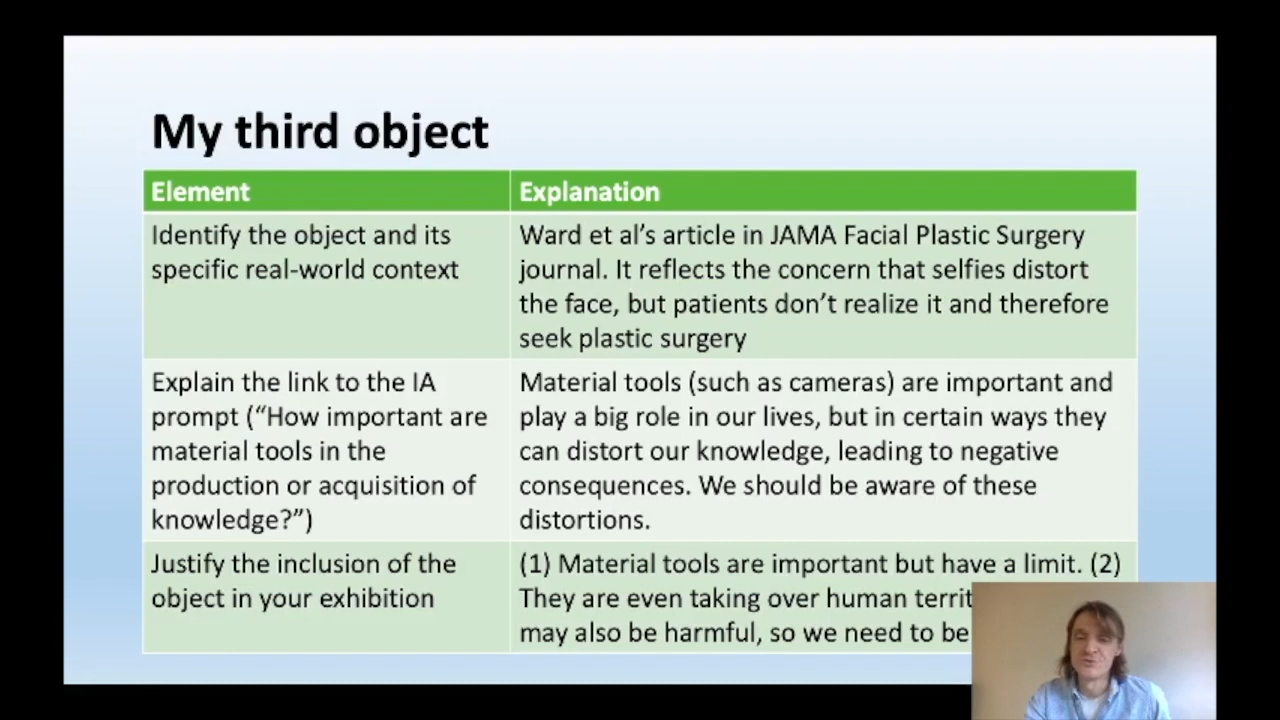 My third object
Element
Explanation
Identify the object and its
specific real-world context
Ward et al's article in JAMA Facial Plastic Surgery
journal. It reflects the concern that selfies distort
the face, but patients don't realize it and therefore
seek plastic surgery
Explain the link to the IA
prompt ("How important are
material tools in the
production or acquisition of
knowledge?")
Material tools (such as cameras) are important and
play a big role in our lives, but in certain ways they
can distort our knowledge, leading to negative
consequences. We should be aware of these
distortions.
Justify the inclusion of the
object in your exhibition
(1) Material tools are important but have a limit. (2)
They are even taking over human
may also be harmful, so we need to be